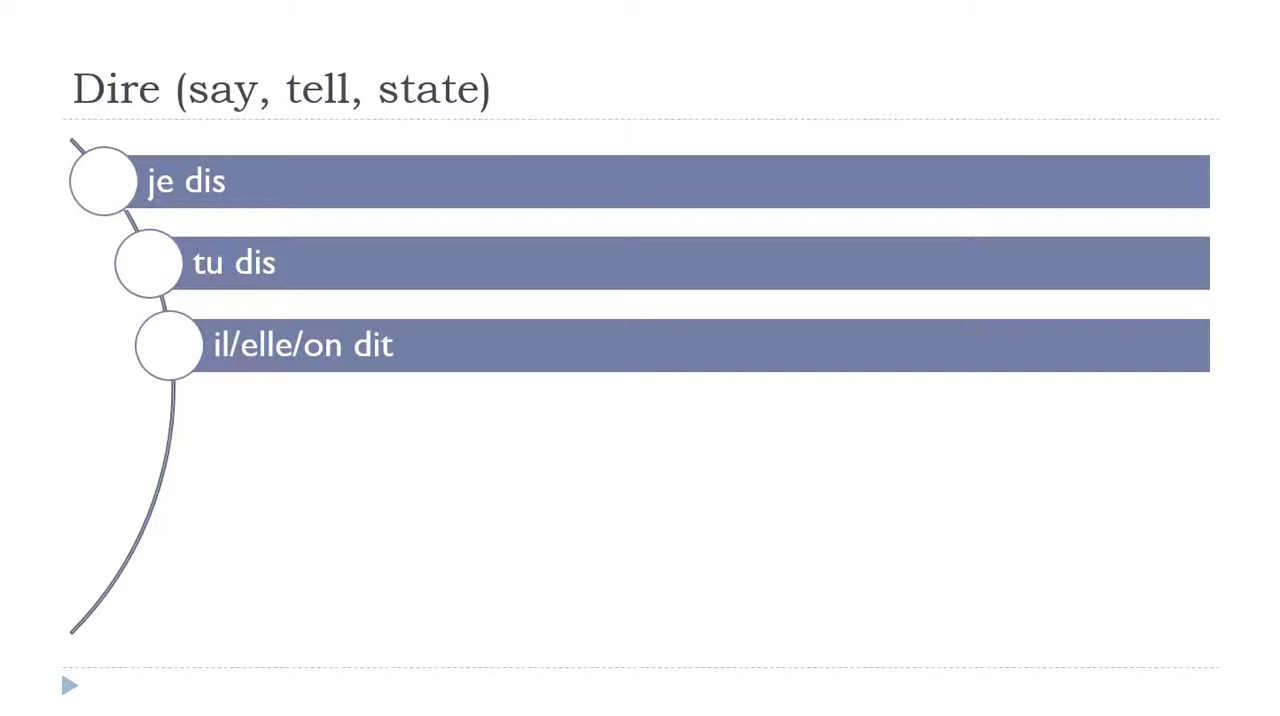 Dire (say, tell, state)
je dis
tu dis
il/elle/on dit